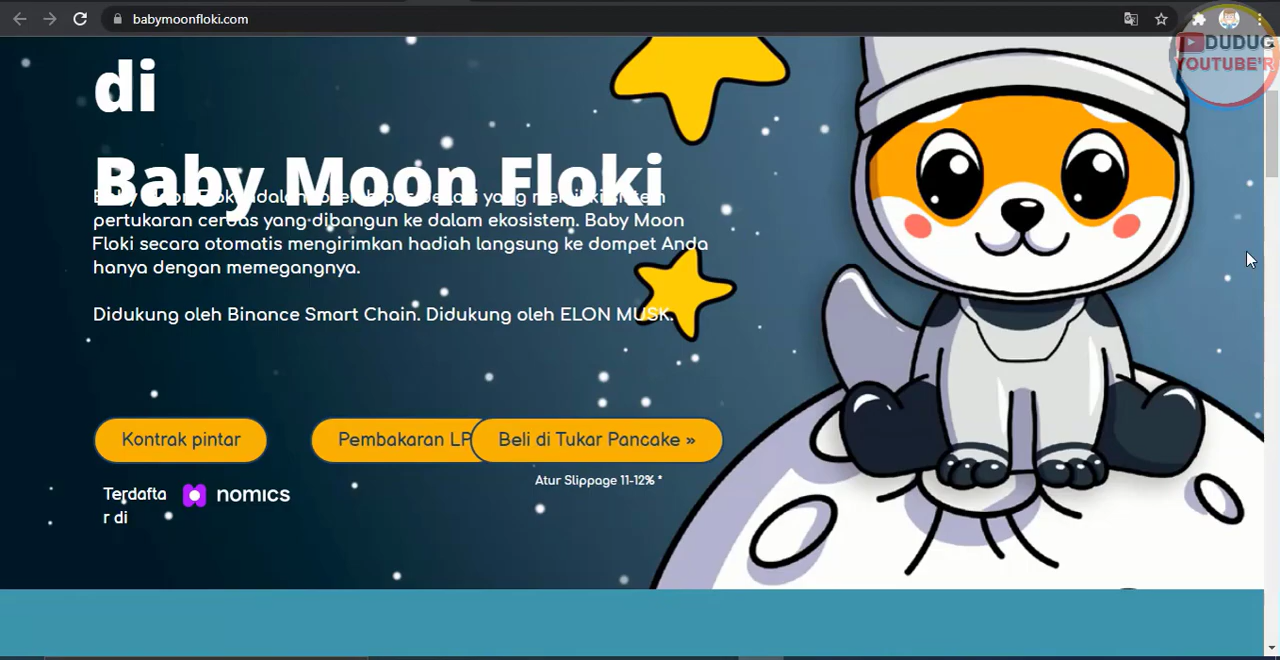 babymoonfloki.com
DUDUG
YOUTUBE'R
di
Baby Moon Floki
pertukaran cerdas yang dibangun ke dalam ekosistem. Baby Moon
Floki secara otomatis mengirimkan hadiah langsung ke dompet Anda
hanya dengan memegangnya.
Didukung oleh Binance Smart Chain. Didukung oleh ELON MUSK.
Kontrak pintar
Pembakaran LP
Beli di Tukar Pancake »
Atur Slippage 11-12% *
Terdafta
r di
nomics